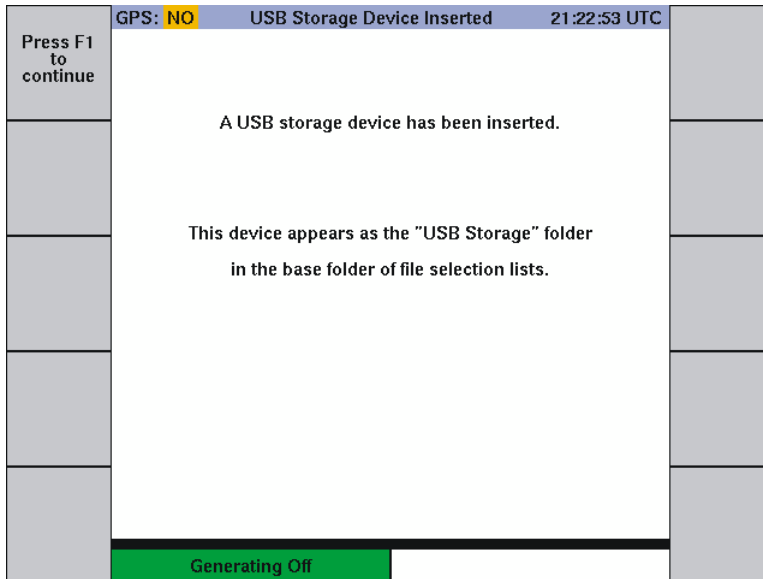 GPS: NO USB Storage Device Inserted 21:22:53 UTC
Press F1
to
continue
A USB storage device has been inserted.
This device appears as the "USB Storage" folder
in the base folder of file selection lists.
Generating Off